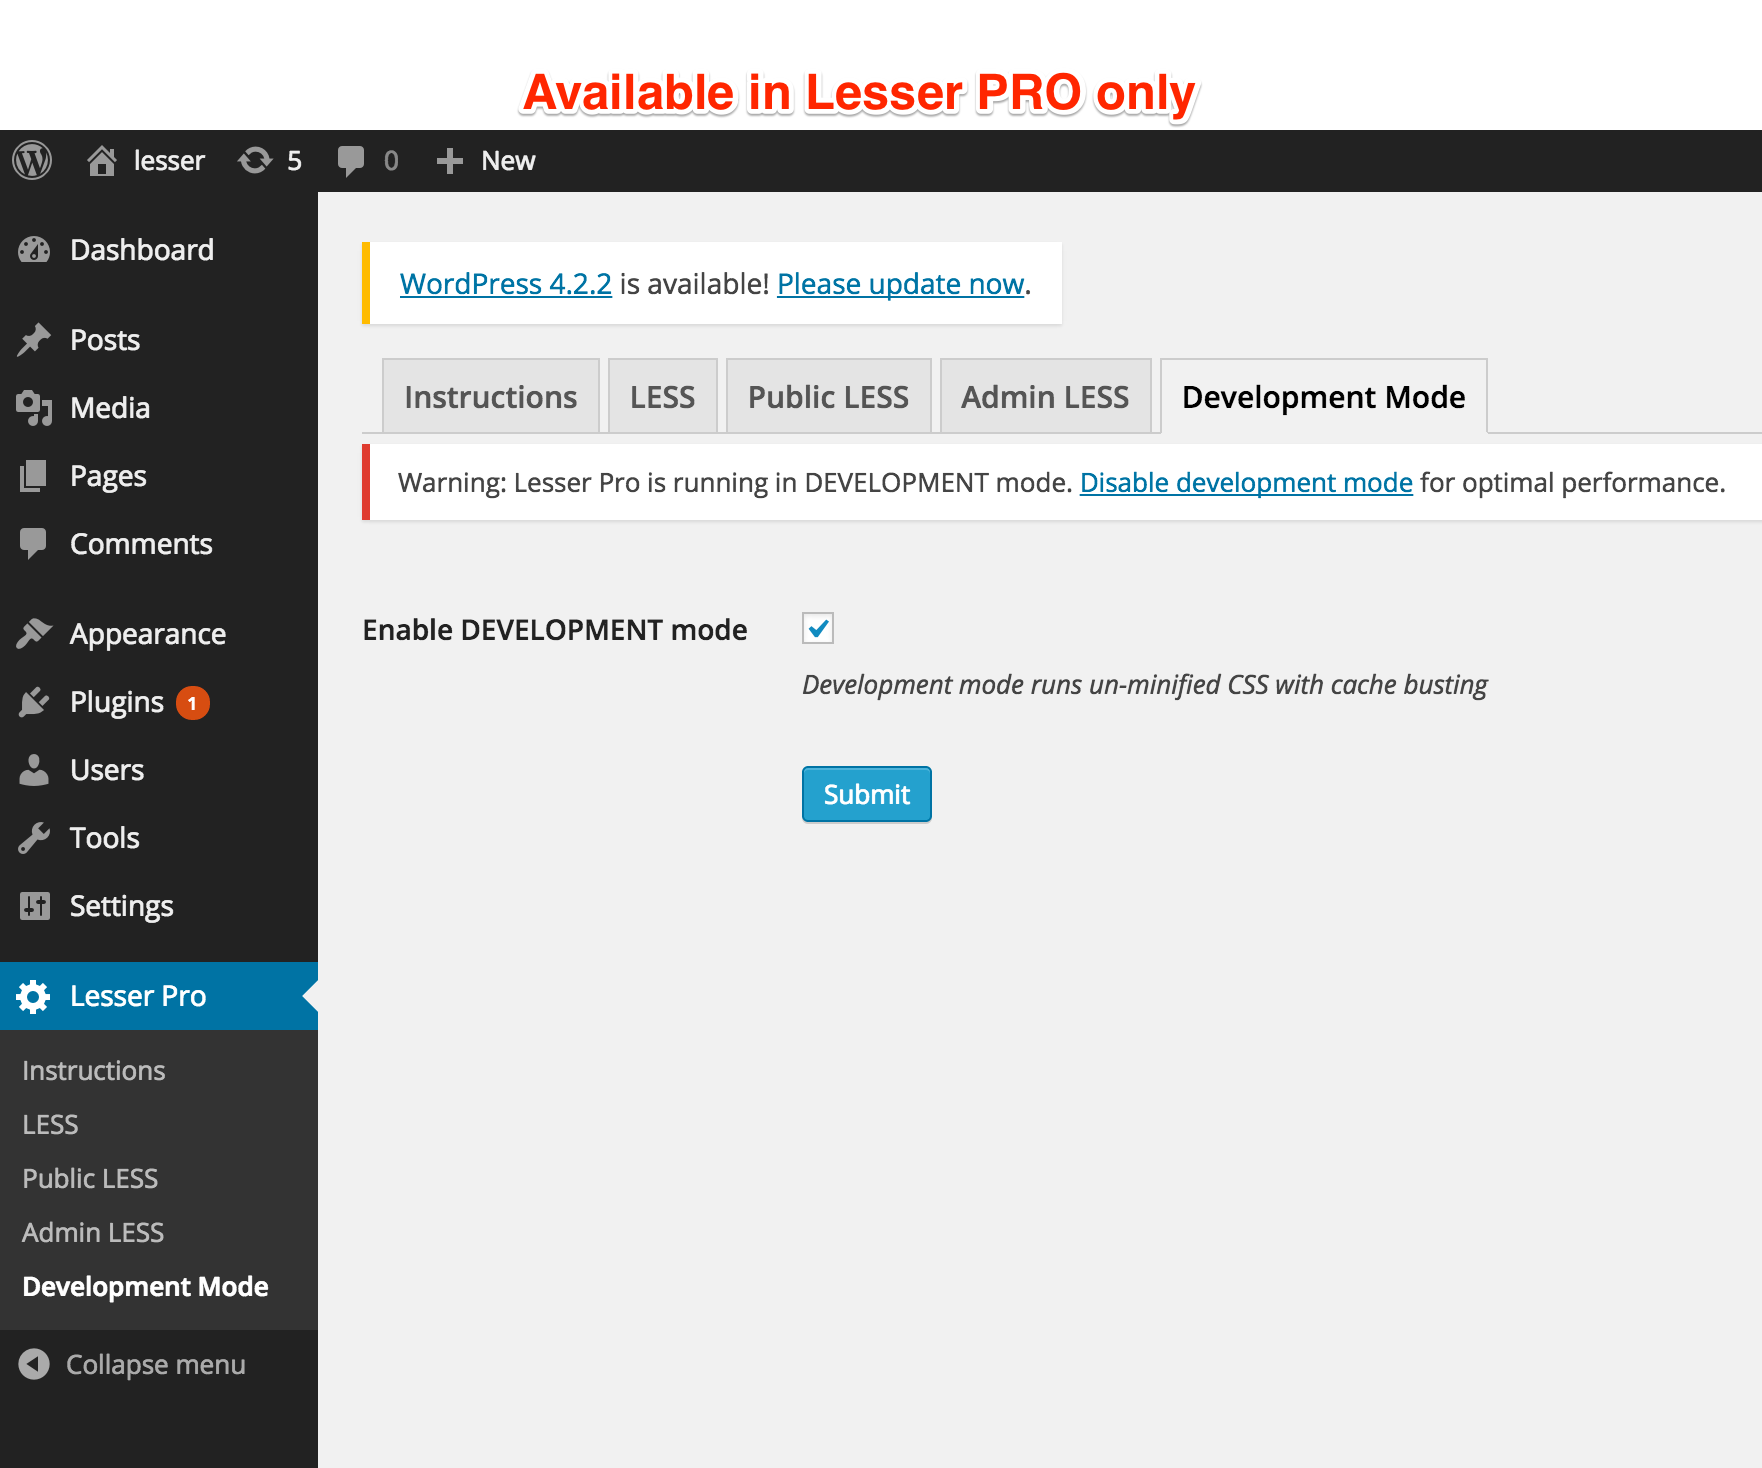 Available in Lesser PRO only
lesser 5 0 New
Dashboard
Posts
Media
Pages
Comments
Appearance
Plugins 1
Users
Tools
Settings
Lesser Pro
Instructions
LESS
Public LESS
Admin LESS
Development Mode
Collapse menu
WordPress 4.2.2 is available! Please update now.
Instructions LESS Public LESS Admin LESS Development Mode
Warning: Lesser Pro is running in DEVELOPMENT mode. Disable development mode for optimal performance.
Enable DEVELOPMENT mode
Development mode runs un-minified CSS with cache busting
Submit